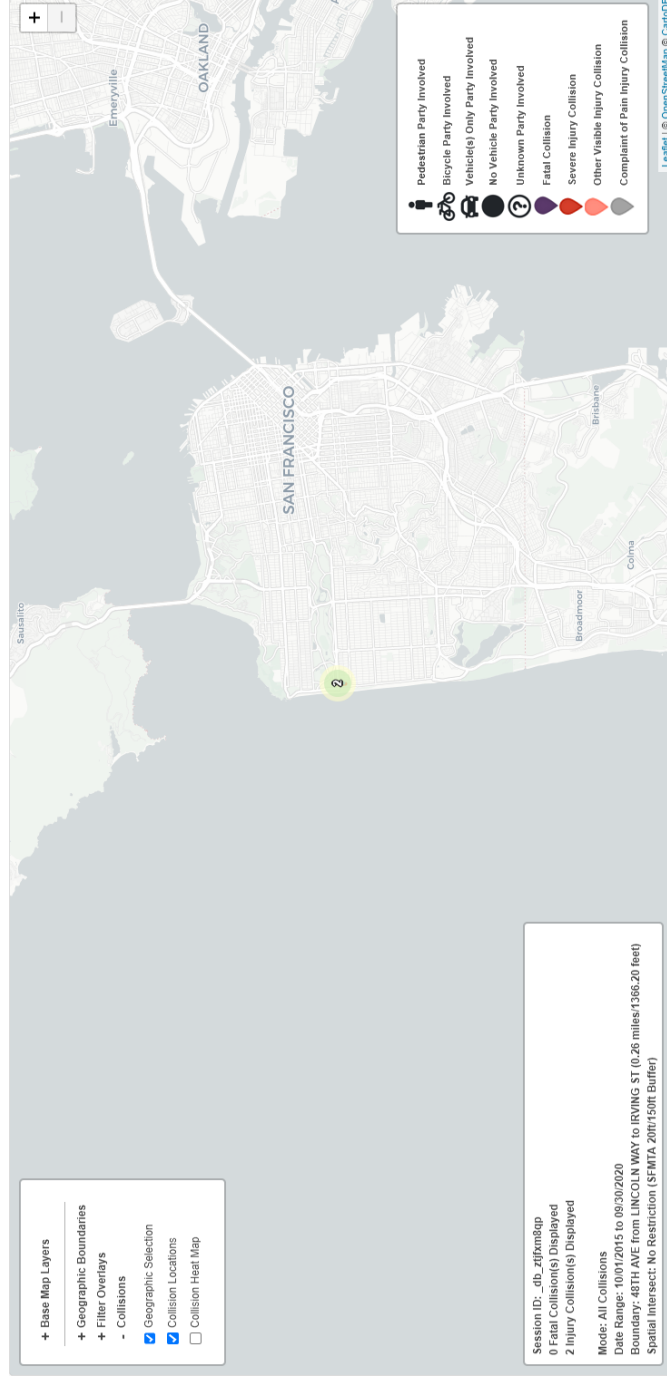 +
−
Sausalito
Emeryville
OAKLAND
SAN FRANCISCO
2
Brisbane
Colma
Broadmoor
+ Base Map Layers
+ Geographic Boundaries
+ Filter Overlays
- Collisions
Geographic Selection
Collision Locations
Collision Heat Map
Session ID: _db_ztjfxm8qp
0 Fatal Collision(s) Displayed
2 Injury Collision(s) Displayed
Mode: All Collisions
Date Range: 10/01/2015 to 09/30/2020
Boundary: 48TH AVE from LINCOLN WAY to IRVING ST (0.26 miles/1366.20 feet)
Spatial Intersect: No Restriction (SFMTA 20ft/150ft Buffer)
Pedestrian Party Involved
Bicycle Party Involved
Vehicle(s) Only Party Involved
No Vehicle Party Involved
? Unknown Party Involved
Fatal Collision
Severe Injury Collision
Other Visible Injury Collision
Complaint of Pain Injury Collision
Leaflet | © OpenStreetMap © CartoDB